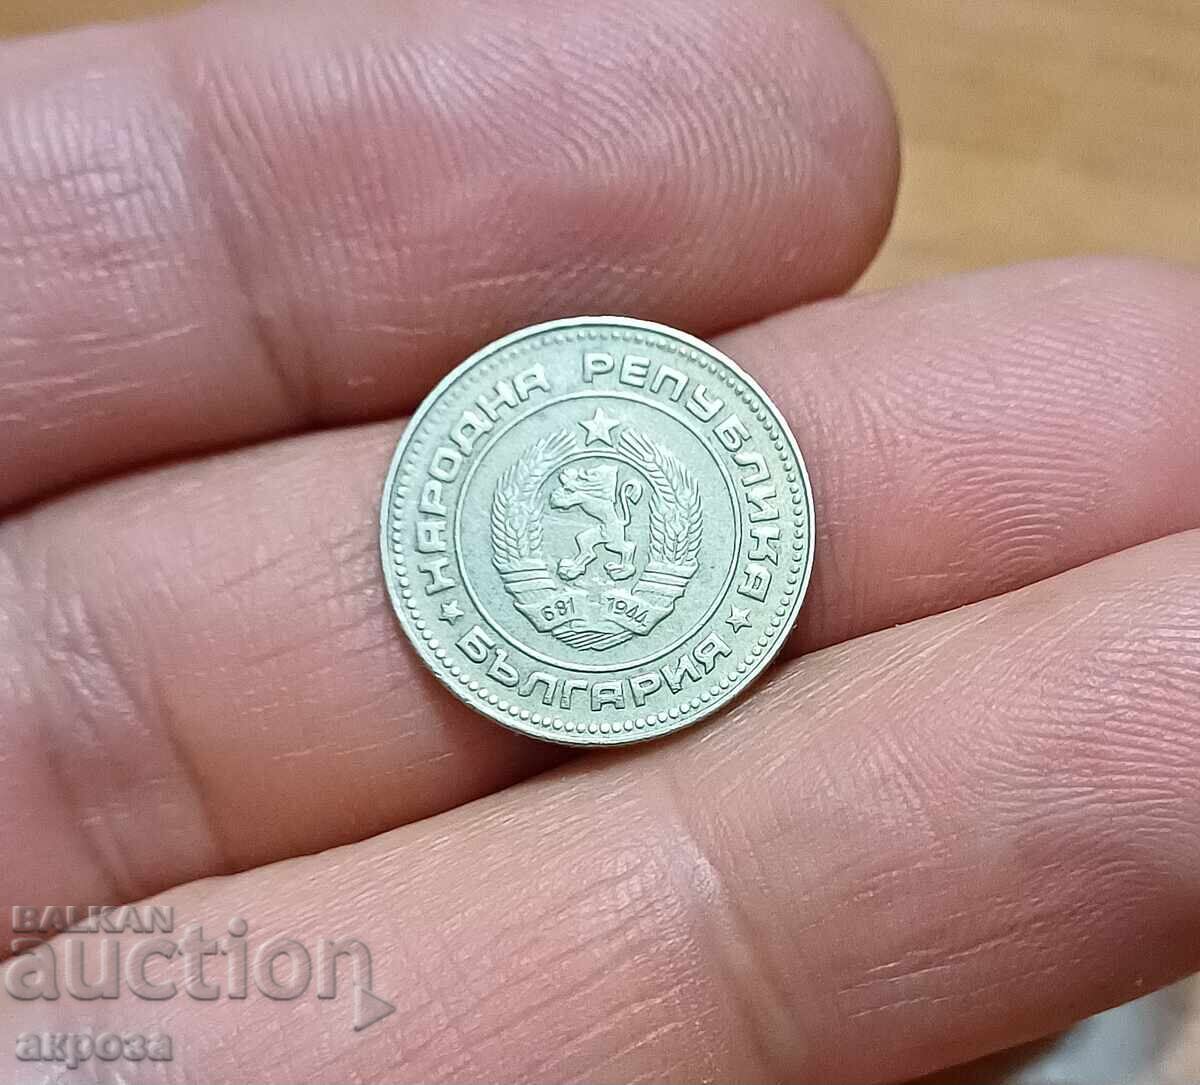 НАРОДНА РЕПУБЛИКА
681 1944
★ БЪЛГАРИЯ ★
BALKAN
auction
акроза